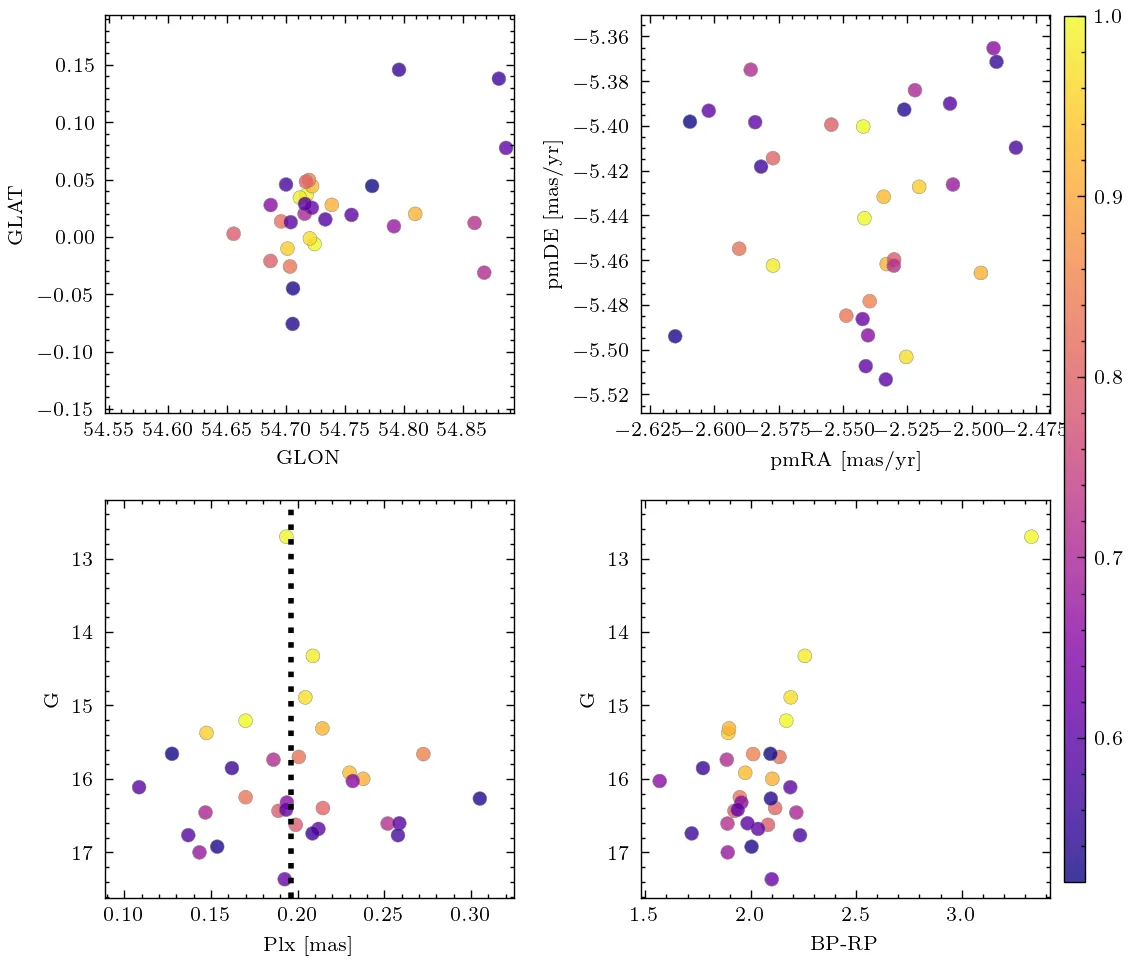 0.15
0.10
0.05
0.00
−0.05
−0.10
−0.15
GLAT
54.55 54.60 54.65 54.70 54.75 54.80 54.85
GLON
−5.36
−5.38
−5.40
−5.42
−5.44
−5.46
−5.48
−5.50
−5.52
pmDE [mas/yr]
−2.625 −2.600 −2.575 −2.550 −2.525 −2.500 −2.475
pmRA [mas/yr]
1.0
0.9
0.8
0.7
0.6
13
14
15
16
17
G
0.10 0.15 0.20 0.25 0.30
Plx [mas]
13
14
15
16
17
G
1.5 2.0 2.5 3.0
BP-RP